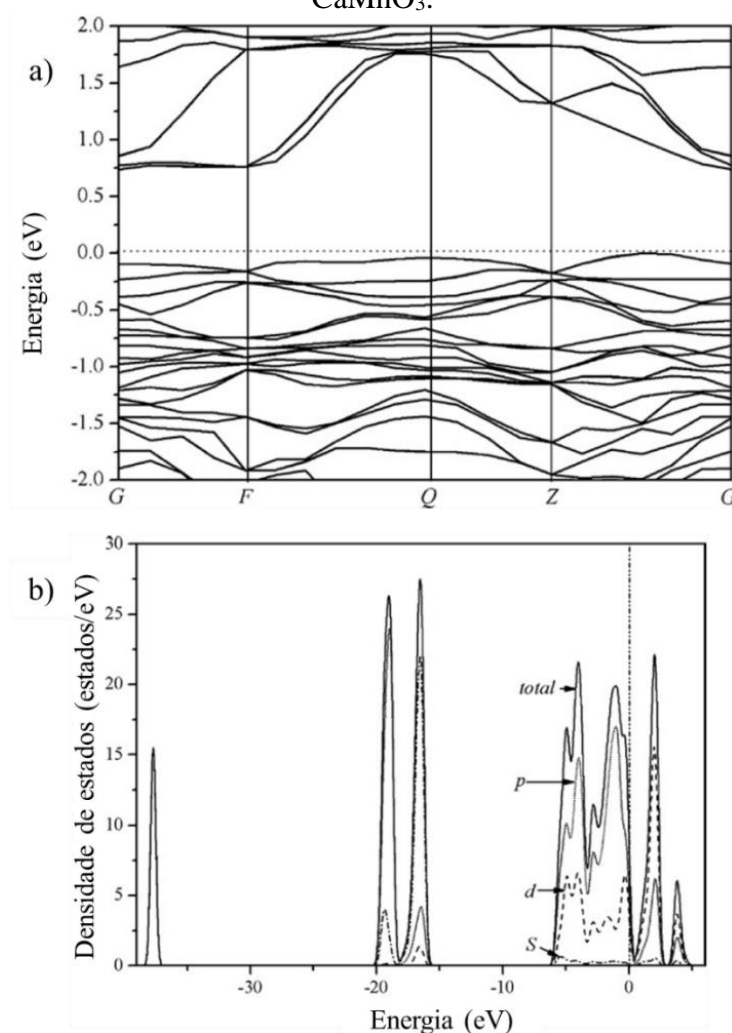 CaMnO₃.
a)
Energia (eV)
2.0
1.5
1.0
0.5
0.0
-0.5
-1.0
-1.5
-2.0
G F Q Z G
b)
Densidade de estados (estados/eV)
30
25
20
15
10
5
0
total
p
d
S
-30 -20 -10 0
Energia (eV)